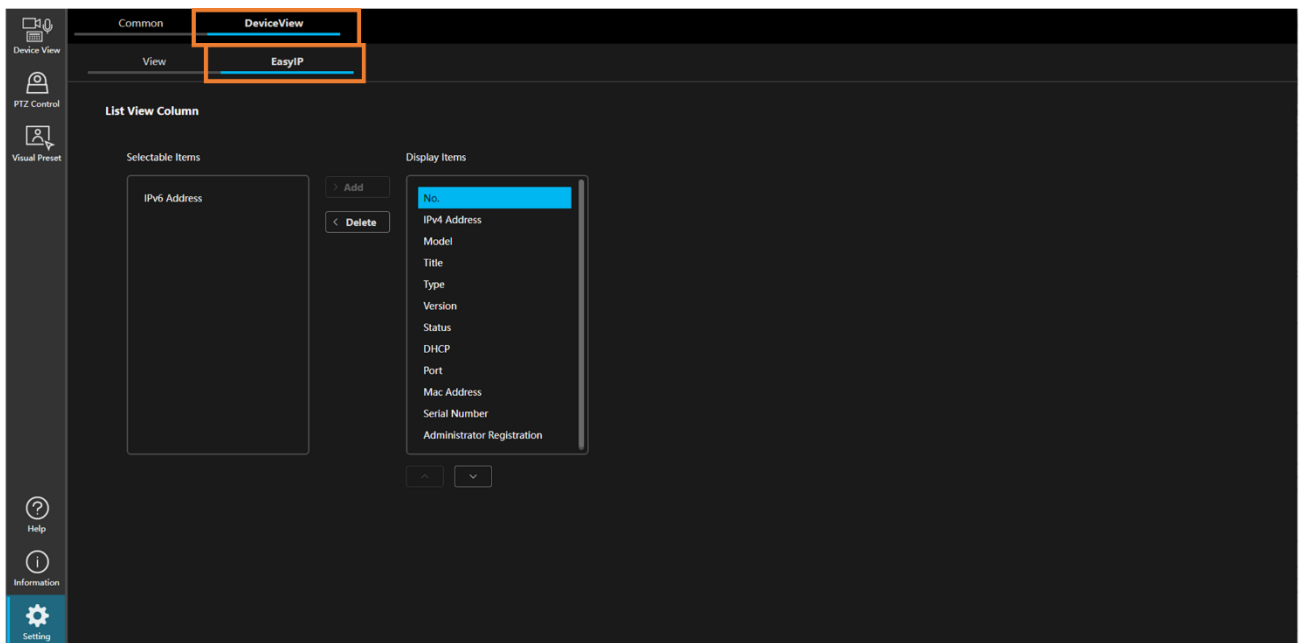 Common
DeviceView
Device View
View
EasyIP
PTZ Control
List View Column
Visual Preset
Selectable Items
Display Items
IPv6 Address
> Add
< Delete
No.
IPv4 Address
Model
Title
Type
Version
Status
DHCP
Port
Mac Address
Serial Number
Administrator Registration
Help
Information
Setting